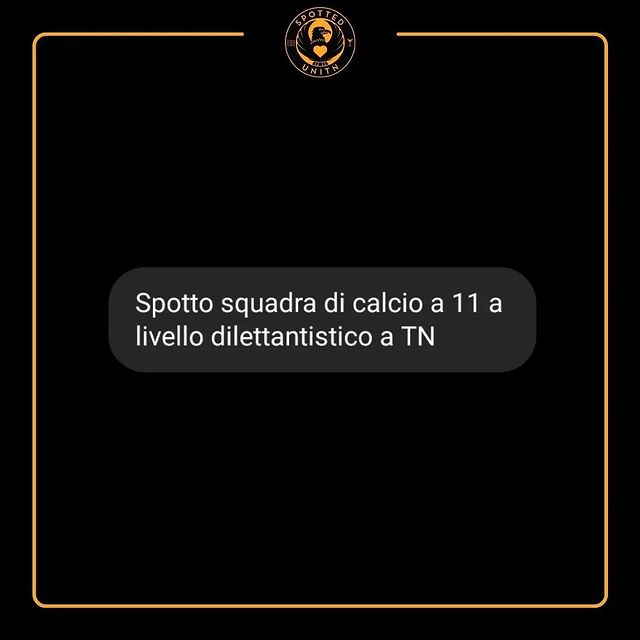 SPOTTED
UNITN
Spotto squadra di calcio a 11 a
livello dilettantistico a TN